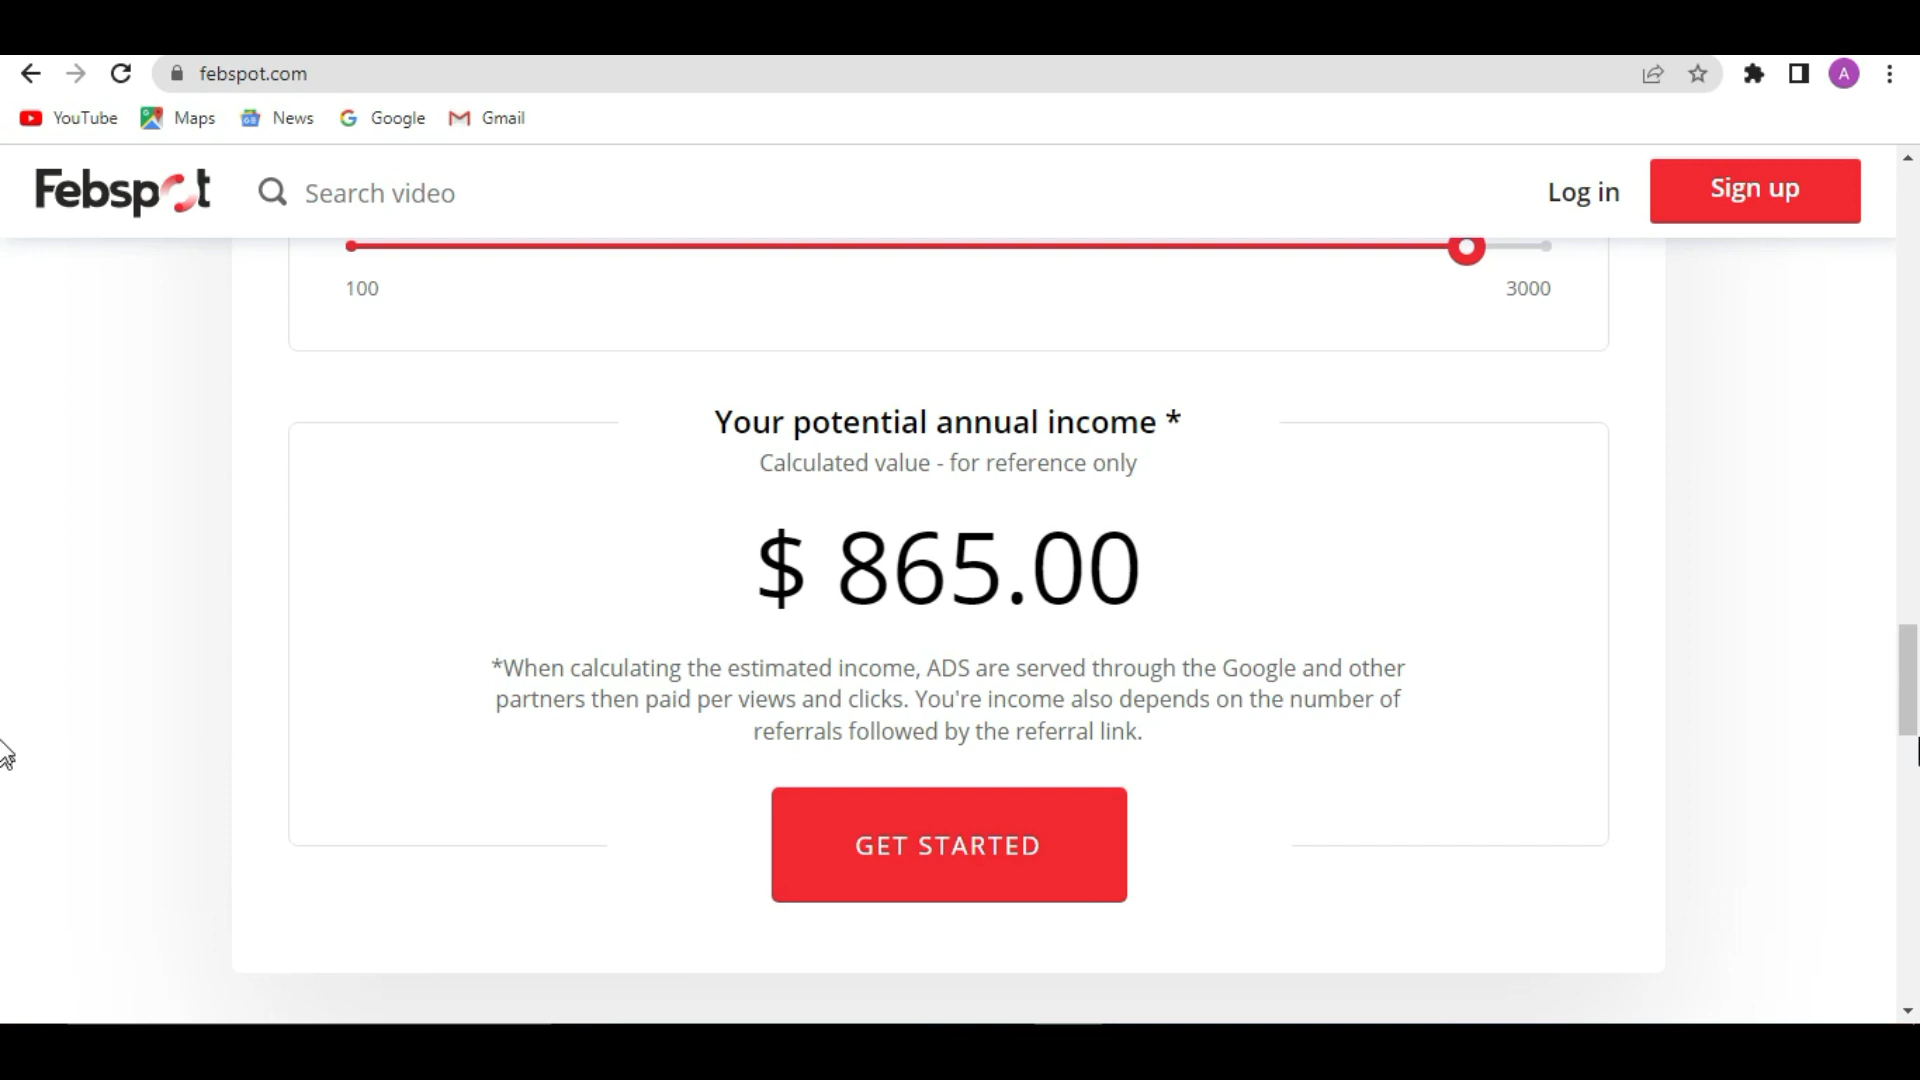 febspot.com
A
YouTube Maps News Google Gmail
Febspot Search video Log in Sign up
100 3000
Your potential annual income *
Calculated value - for reference only
$ 865.00
*When calculating the estimated income, ADS are served through the Google and other
partners then paid per views and clicks. You're income also depends on the number of
referrals followed by the referral link.
GET STARTED